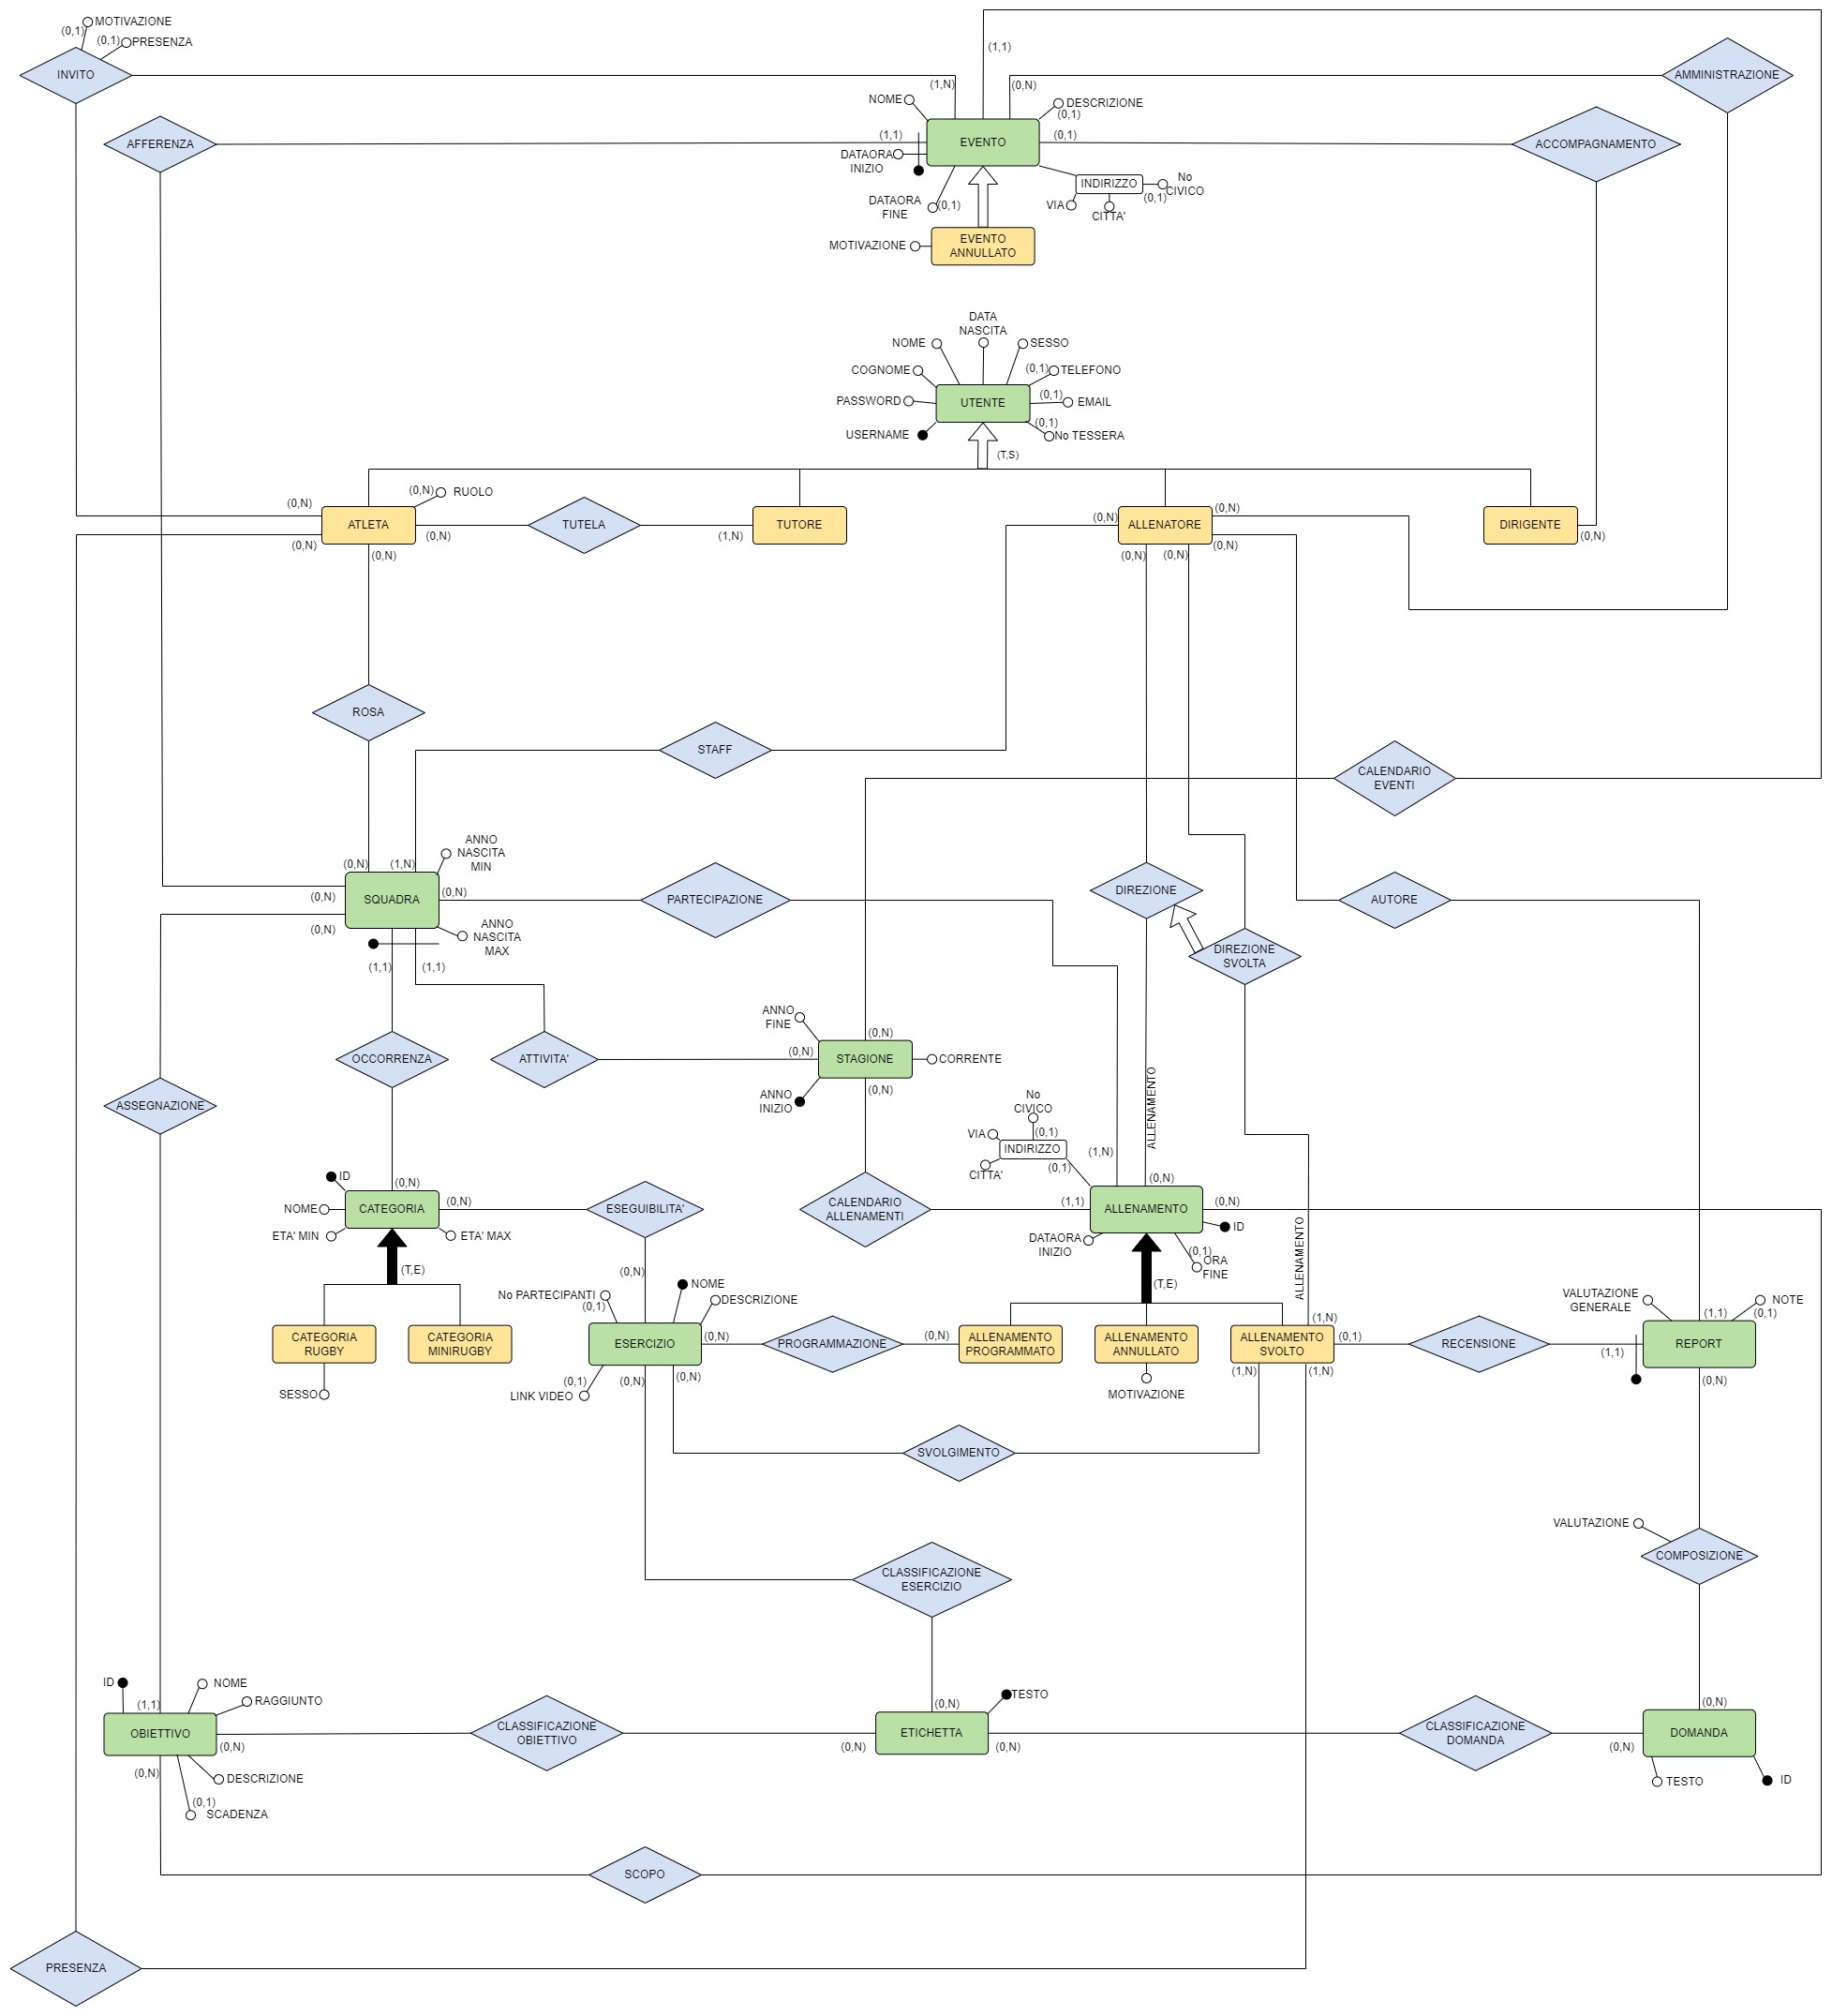 MOTIVAZIONE
(0,1)
(0,1)
PRESENZA
INVITO
(1,1)
(1,N)
(0,N)
AMMINISTRAZIONE
NOME
DESCRIZIONE
(0,1)
AFFERENZA
(1,1)
EVENTO
(0,1)
ACCOMPAGNAMENTO
DATAORA
INIZIO
INDIRIZZO
No
CIVICO
(0,1)
VIA
CITTA'
DATAORA
FINE
(0,1)
MOTIVAZIONE
EVENTO
ANNULLATO
DATA
NASCITA
NOME
SESSO
COGNOME
(0,1)
TELEFONO
PASSWORD
UTENTE
(0,1)
EMAIL
USERNAME
(0,1)
No TESSERA
(T,S)
(0,N)
(0,N)
RUOLO
ATLETA
(0,N)
TUTELA
(1,N)
TUTORE
(0,N)
ALLENATORE
(0,N)
DIRIGENTE
(0,N)
(0,N)
(0,N)
(0,N)
(0,N)
(0,N)
ROSA
STAFF
CALENDARIO
EVENTI
ANNO
NASCITA
MIN
(0,N)
(1,N)
(0,N)
SQUADRA
(0,N)
PARTECIPAZIONE
DIREZIONE
AUTORE
(0,N)
ANNO
NASCITA
MAX
DIREZIONE
SVOLTA
(1,1)
(1,1)
ANNO
FINE
(0,N)
OCCORRENZA
ATTIVITA'
(0,N)
STAGIONE
CORRENTE
ANNO
INIZIO
(0,N)
ASSEGNAZIONE
ALLENAMENTO
No
CIVICO
(0,1)
VIA
INDIRIZZO
CITTA'
(0,1)
(1,N)
(0,N)
ID
(0,N)
NOME
CATEGORIA
(0,N)
ESEGUIBILITA'
CALENDARIO
ALLENAMENTI
(1,1)
ALLENAMENTO
(0,N)
ID
ETA' MIN
ETA' MAX
DATAORA
INIZIO
(0,1)
ORA
FINE
ALLENAMENTO
(T,E)
(0,N)
(T,E)
NOME
No PARTECIPANTI
(0,1)
DESCRIZIONE
VALUTAZIONE
GENERALE
NOTE
(0,1)
(1,1)
(1,N)
CATEGORIA
RUGBY
CATEGORIA
MINIRUGBY
ESERCIZIO
(0,N)
PROGRAMMAZIONE
(0,N)
ALLENAMENTO
PROGRAMMATO
ALLENAMENTO
ANNULLATO
ALLENAMENTO
SVOLTO
(0,1)
RECENSIONE
(1,1)
REPORT
SESSO
(0,1)
LINK VIDEO
(0,N)
(0,N)
MOTIVAZIONE
(1,N)
(1,N)
(0,N)
SVOLGIMENTO
VALUTAZIONE
COMPOSIZIONE
CLASSIFICAZIONE
ESERCIZIO
ID
NOME
RAGGIUNTO
(1,1)
(0,N)
TESTO
(0,N)
OBIETTIVO
(0,N)
CLASSIFICAZIONE
OBIETTIVO
(0,N)
ETICHETTA
(0,N)
CLASSIFICAZIONE
DOMANDA
(0,N)
DOMANDA
(0,N)
DESCRIZIONE
(0,1)
SCADENZA
TESTO
ID
SCOPO
PRESENZA